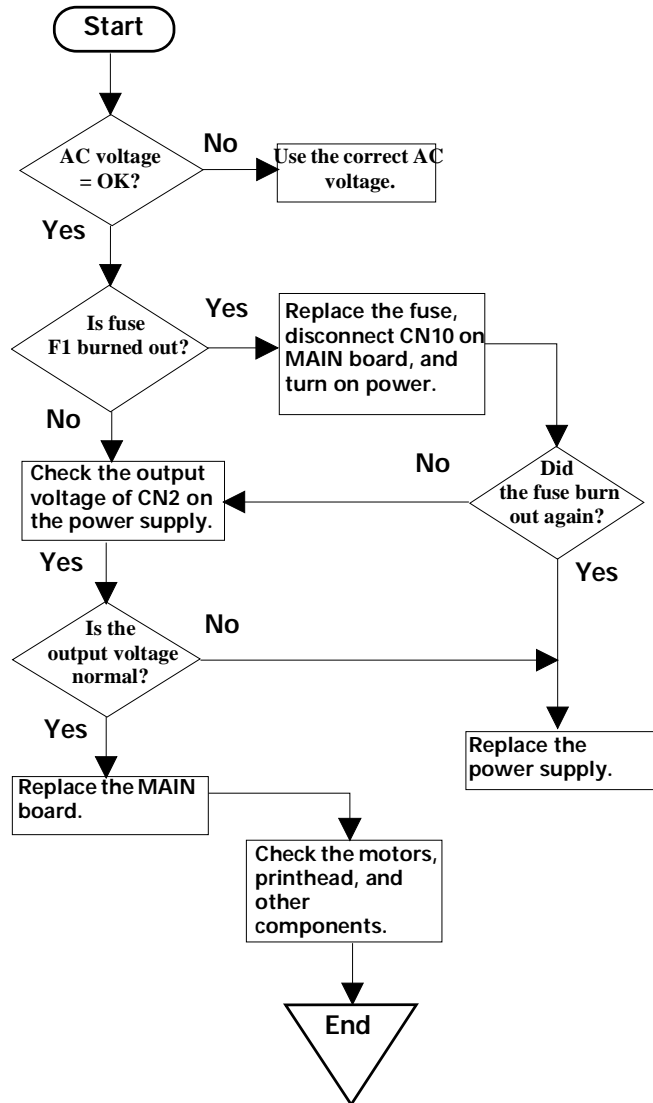 Start
AC voltage
= OK?
No
Use the correct AC
voltage.
Yes
Is fuse
F1 burned out?
Yes
Replace the fuse,
disconnect CN10 on
MAIN board, and
turn on power.
No
Check the output
voltage of CN2 on
the power supply.
No
Did
the fuse burn
out again?
Yes
Yes
Is the
output voltage
normal?
No
Yes
Replace the
power supply.
Replace the MAIN
board.
Check the motors,
printhead, and
other
components.
End